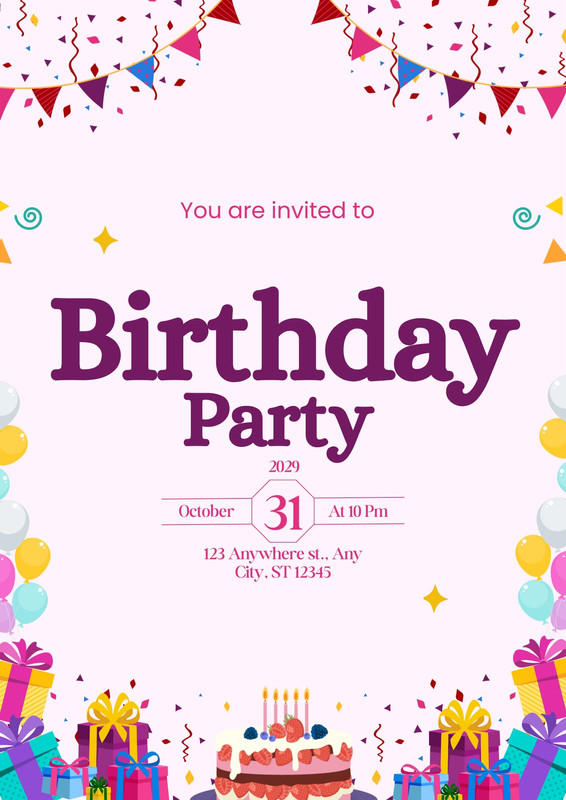 You are invited to
Birthday
Party
2029
October 31 At 10 Pm
123 Anywhere st., Any
City, ST 12345